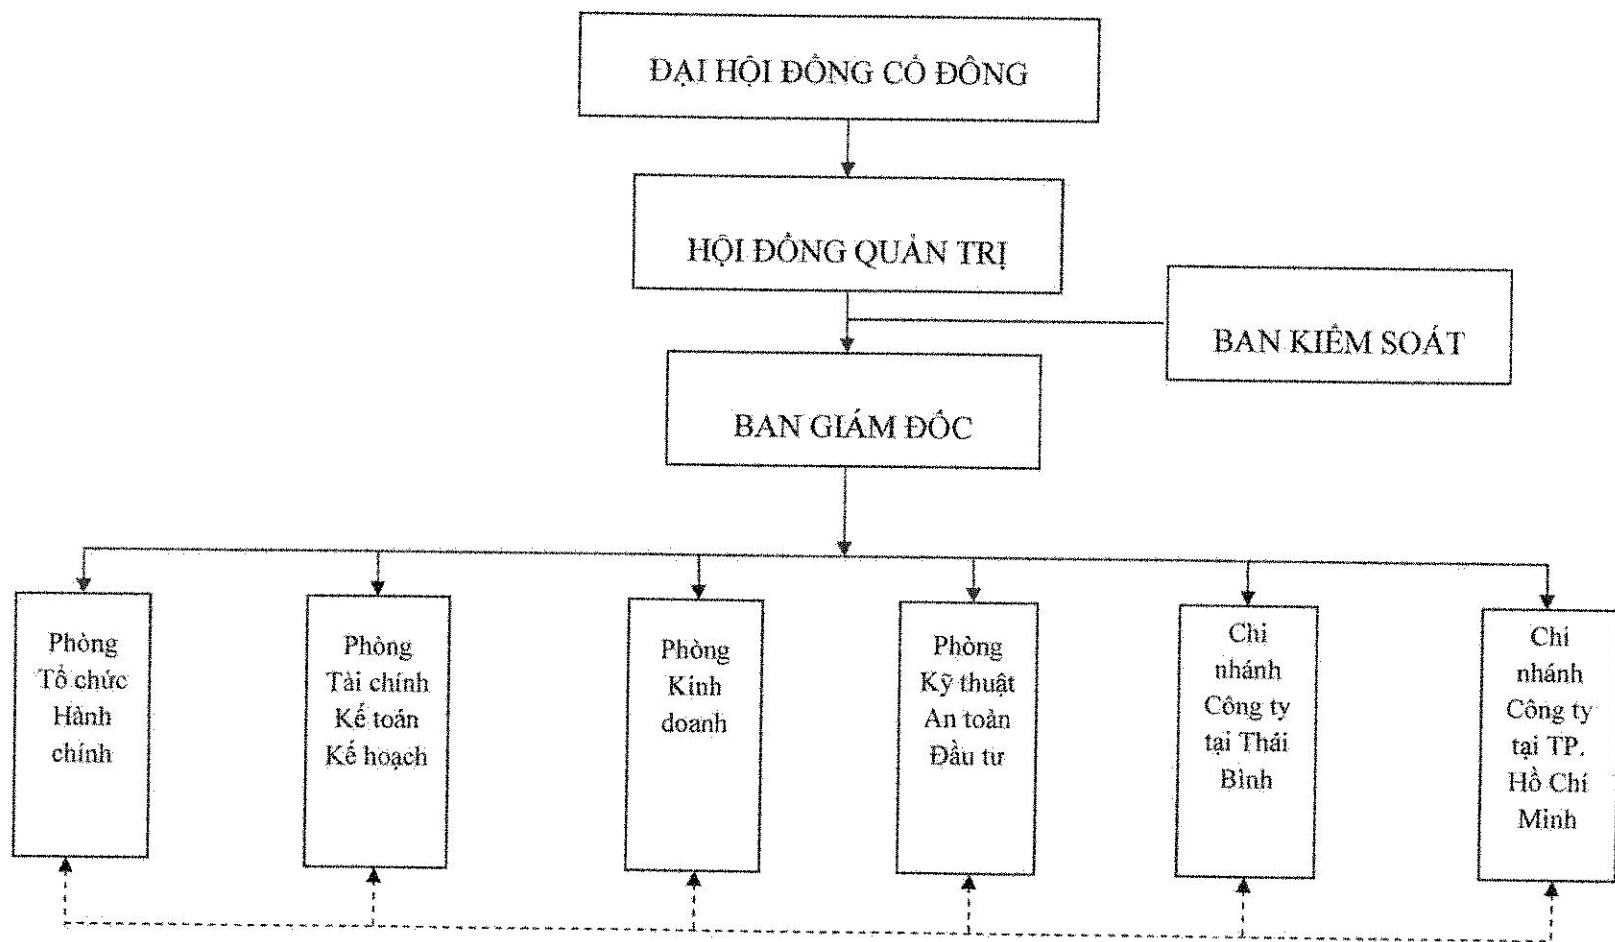 ĐẠI HỘI ĐỒNG CỔ ĐÔNG
HỘI ĐỒNG QUẢN TRỊ
BAN KIỂM SOÁT
BAN GIÁM ĐỐC
Phòng
Tổ chức
Hành
chính
Phòng
Tài chính
Kế toán
Kế hoạch
Phòng
Kinh
doanh
Phòng
Kỹ thuật
An toàn
Đầu tư
Chi
nhánh
Công ty
tại Thái
Bình
Chi
nhánh
Công ty
tại TP.
Hồ Chí
Minh